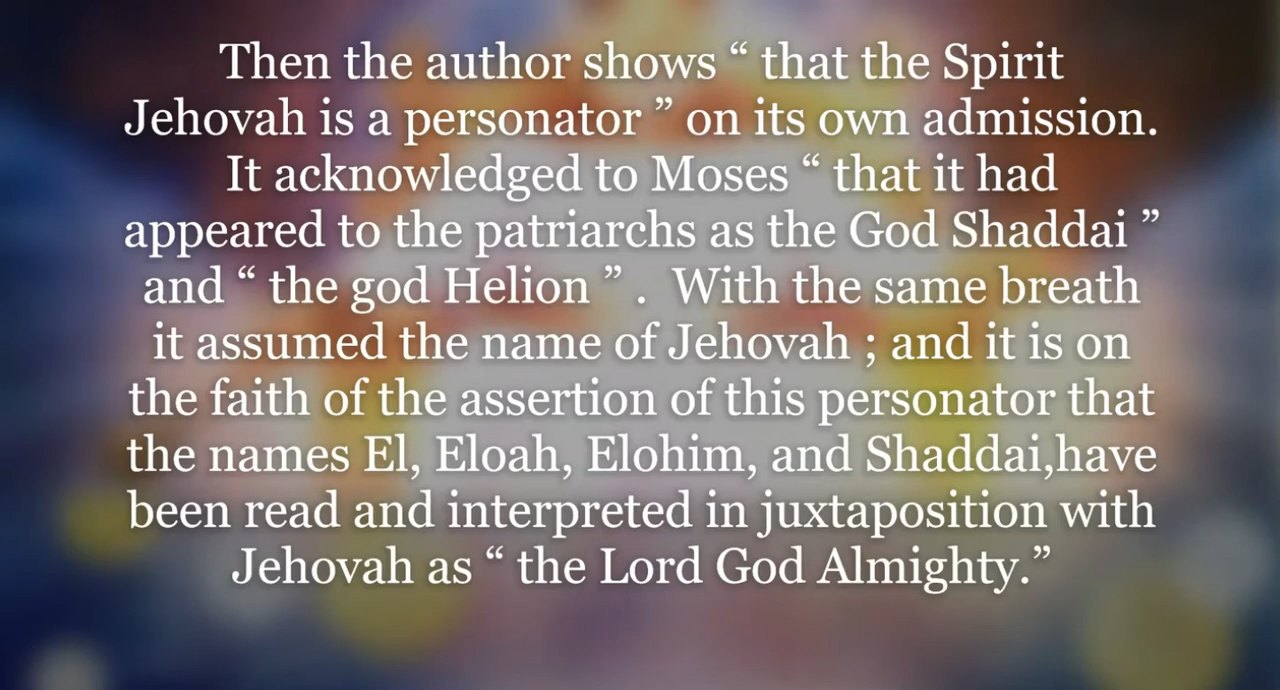 Then the author shows “ that the Spirit
Jehovah is a personator ” on its own admission.
It acknowledged to Moses “ that it had
appeared to the patriarchs as the God Shaddai ”
and “ the god Helion ” .  With the same breath
it assumed the name of Jehovah ; and it is on
the faith of the assertion of this personator that
the names El, Eloah, Elohim, and Shaddai,have
been read and interpreted in juxtaposition with
Jehovah as “ the Lord God Almighty.”